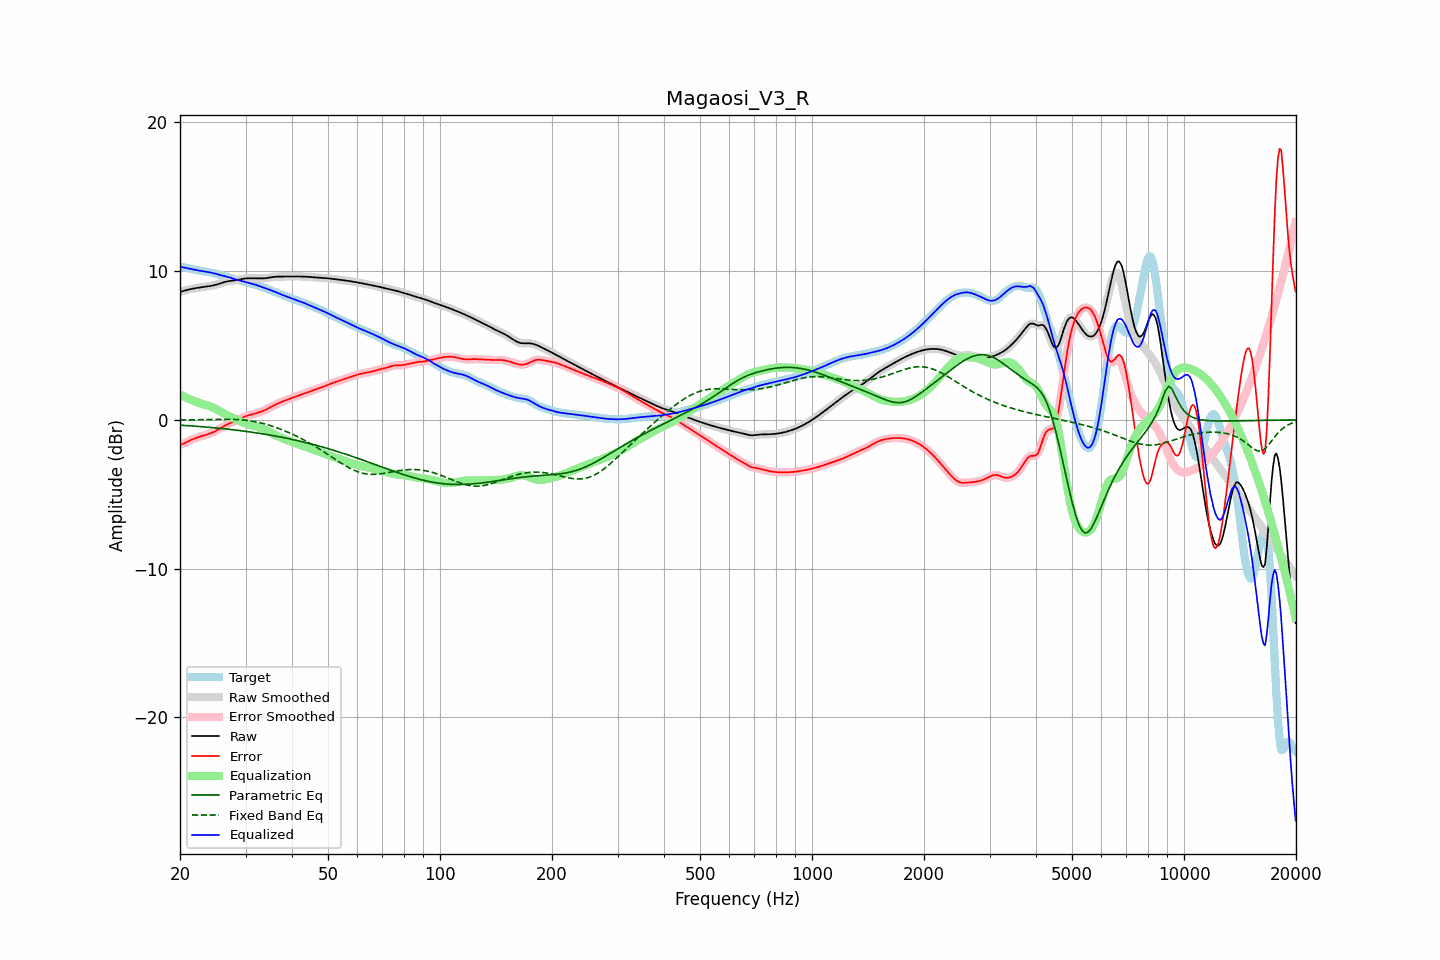 Magaosi_V3_R
Amplitude (dBr)
20
10
0
−10
−20
Target
Raw Smoothed
Error Smoothed
Raw
Error
Equalization
Parametric Eq
Fixed Band Eq
Equalized
20 50 100 200 500 1000 2000 5000 10000 20000
Frequency (Hz)